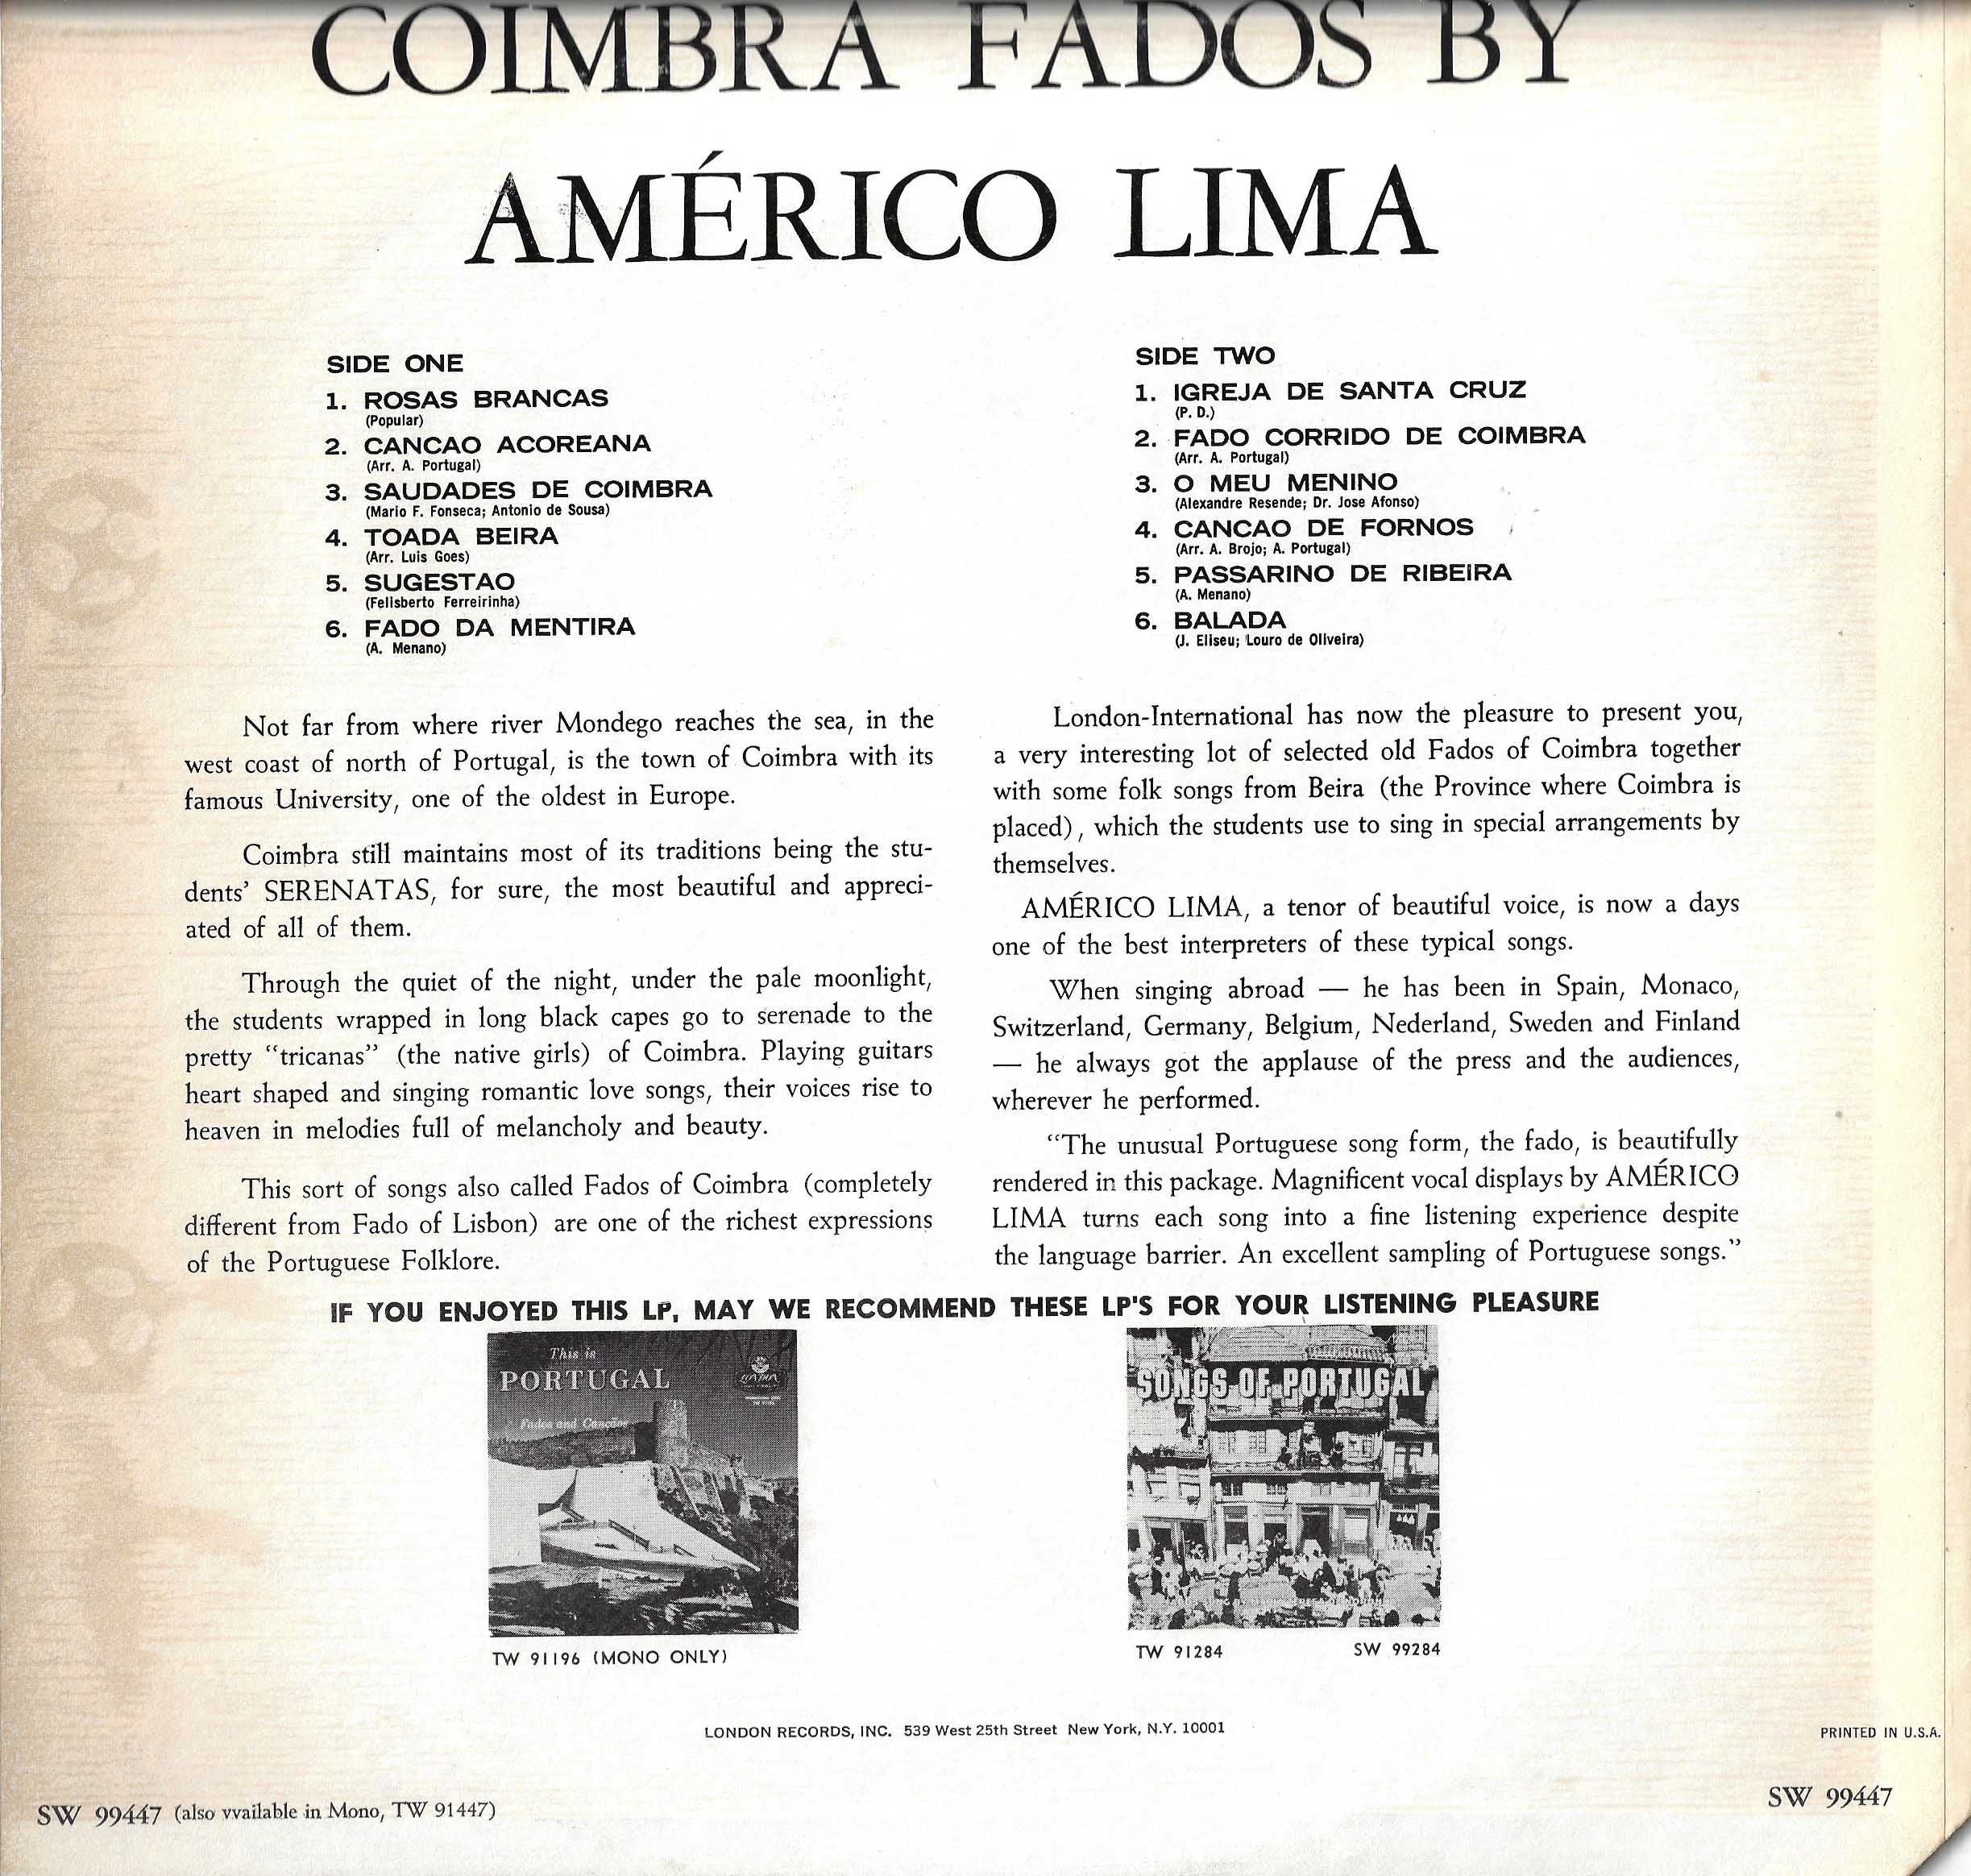 COIMBRA FADOS BY
AMÉRICO LIMA
SIDE ONE
1. ROSAS BRANCAS
(Popular)
2. CANCAO ACOREANA
(Arr. A. Portugal)
3. SAUDADES DE COIMBRA
(Mario F. Fonseca; Antonio de Sousa)
4. TOADA BEIRA
(Arr. Luis Goes)
5. SUGESTAO
(Felisberto Ferreirinha)
6. FADO DA MENTIRA
(A. Menano)
SIDE TWO
1. IGREJA DE SANTA CRUZ
(P. D.)
2. FADO CORRIDO DE COIMBRA
(Arr. A. Portugal)
3. O MEU MENINO
(Alexandre Resende; Dr. Jose Afonso)
4. CANCAO DE FORNOS
(Arr. A. Brojo; A. Portugal)
5. PASSARINO DE RIBEIRA
(A. Menano)
6. BALADA
(J. Eliseu; Louro de Oliveira)
Not far from where river Mondego reaches the sea, in the
west coast of north of Portugal, is the town of Coimbra with its
famous University, one of the oldest in Europe.
Coimbra still maintains most of its traditions being the stu-
dents' SERENATAS, for sure, the most beautiful and appreci-
ated of all of them.
Through the quiet of the night, under the pale moonlight,
the students wrapped in long black capes go to serenade to the
pretty "tricanas" (the native girls) of Coimbra. Playing guitars
heart shaped and singing romantic love songs, their voices rise to
heaven in melodies full of melancholy and beauty.
This sort of songs also called Fados of Coimbra (completely
different from Fado of Lisbon) are one of the richest expressions
of the Portuguese Folklore.
London-International has now the pleasure to present you,
a very interesting lot of selected old Fados of Coimbra together
with some folk songs from Beira (the Province where Coimbra is
placed), which the students use to sing in special arrangements by
themselves.
AMÉRICO LIMA, a tenor of beautiful voice, is now a days
one of the best interpreters of these typical songs.
When singing abroad — he has been in Spain, Monaco,
Switzerland, Germany, Belgium, Nederland, Sweden and Finland
— he always got the applause of the press and the audiences,
wherever he performed.
"The unusual Portuguese song form, the fado, is beautifully
rendered in this package. Magnificent vocal displays by AMÉRICO
LIMA turns each song into a fine listening experience despite
the language barrier. An excellent sampling of Portuguese songs."
IF YOU ENJOYED THIS LP, MAY WE RECOMMEND THESE LP'S FOR YOUR LISTENING PLEASURE
This is
PORTUGAL
LONDON
Fados and Canções
TW 91196 (MONO ONLY)
SONGS OF PORTUGAL
TW 91284 SW 99284
LONDON RECORDS, INC. 539 West 25th Street New York, N.Y. 10001
PRINTED IN U.S.A.
SW 99447 (also vvailable in Mono, TW 91447)
SW 99447